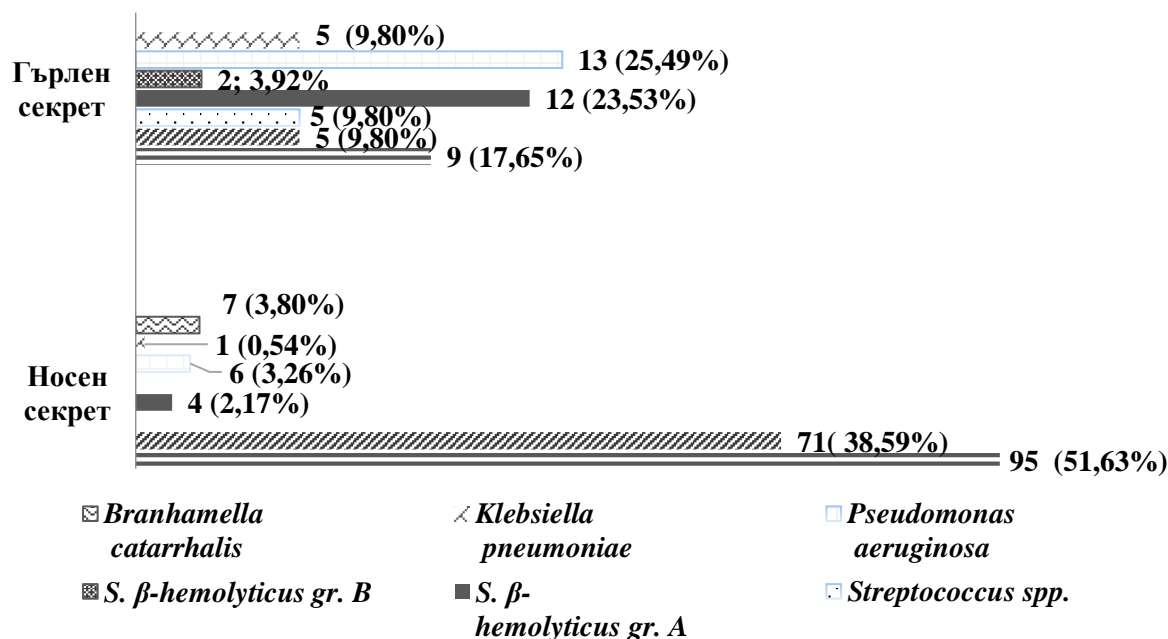 5 (9,80%)
13 (25,49%)
Гърлен
секрет
2; 3,92%
12 (23,53%)
5 (9,80%)
5 (9,80%)
9 (17,65%)
7 (3,80%)
1 (0,54%)
6 (3,26%)
Носен
секрет
4 (2,17%)
71( 38,59%)
95 (51,63%)
Branhamella
catarrhalis
Klebsiella
pneumoniae
Pseudomonas
aeruginosa
S. β-hemolyticus gr. B
S. β-
hemolyticus gr. A
Streptococcus spp.